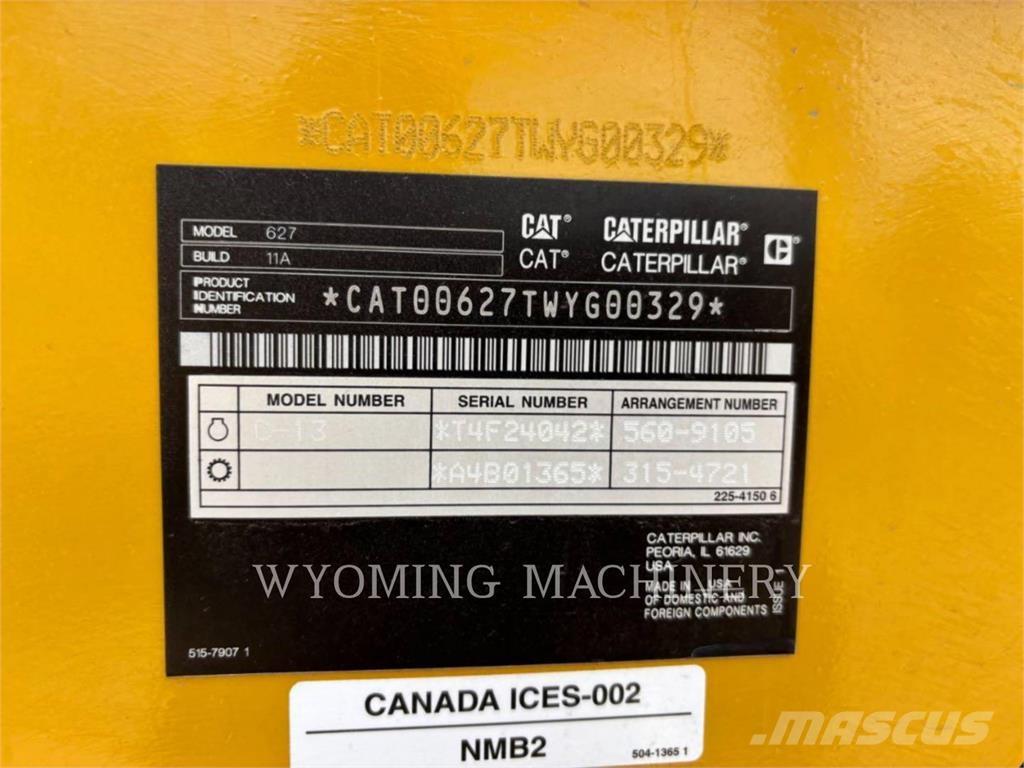 *CAT00627TWYG00329*
MODEL 627
BUILD 11A
CAT® CATERPILLAR®
CAT® CATERPILLAR®
PRODUCT
IDENTIFICATION
NUMBER
*CAT00627TWYG00329*
MODEL NUMBER SERIAL NUMBER ARRANGEMENT NUMBER
C-13 *T4F24042* 560-9105
*A4B01365* 315-4721
225-4150 6
CATERPILLAR INC.
PEORIA, IL 61629
USA
WYOMING MACHINERY
MADE IN USA
OF DOMESTIC AND
FOREIGN COMPONENTS
ISSUE 1
515-7907 1
CANADA ICES-002
NMB2
504-1365 1
MASCUS